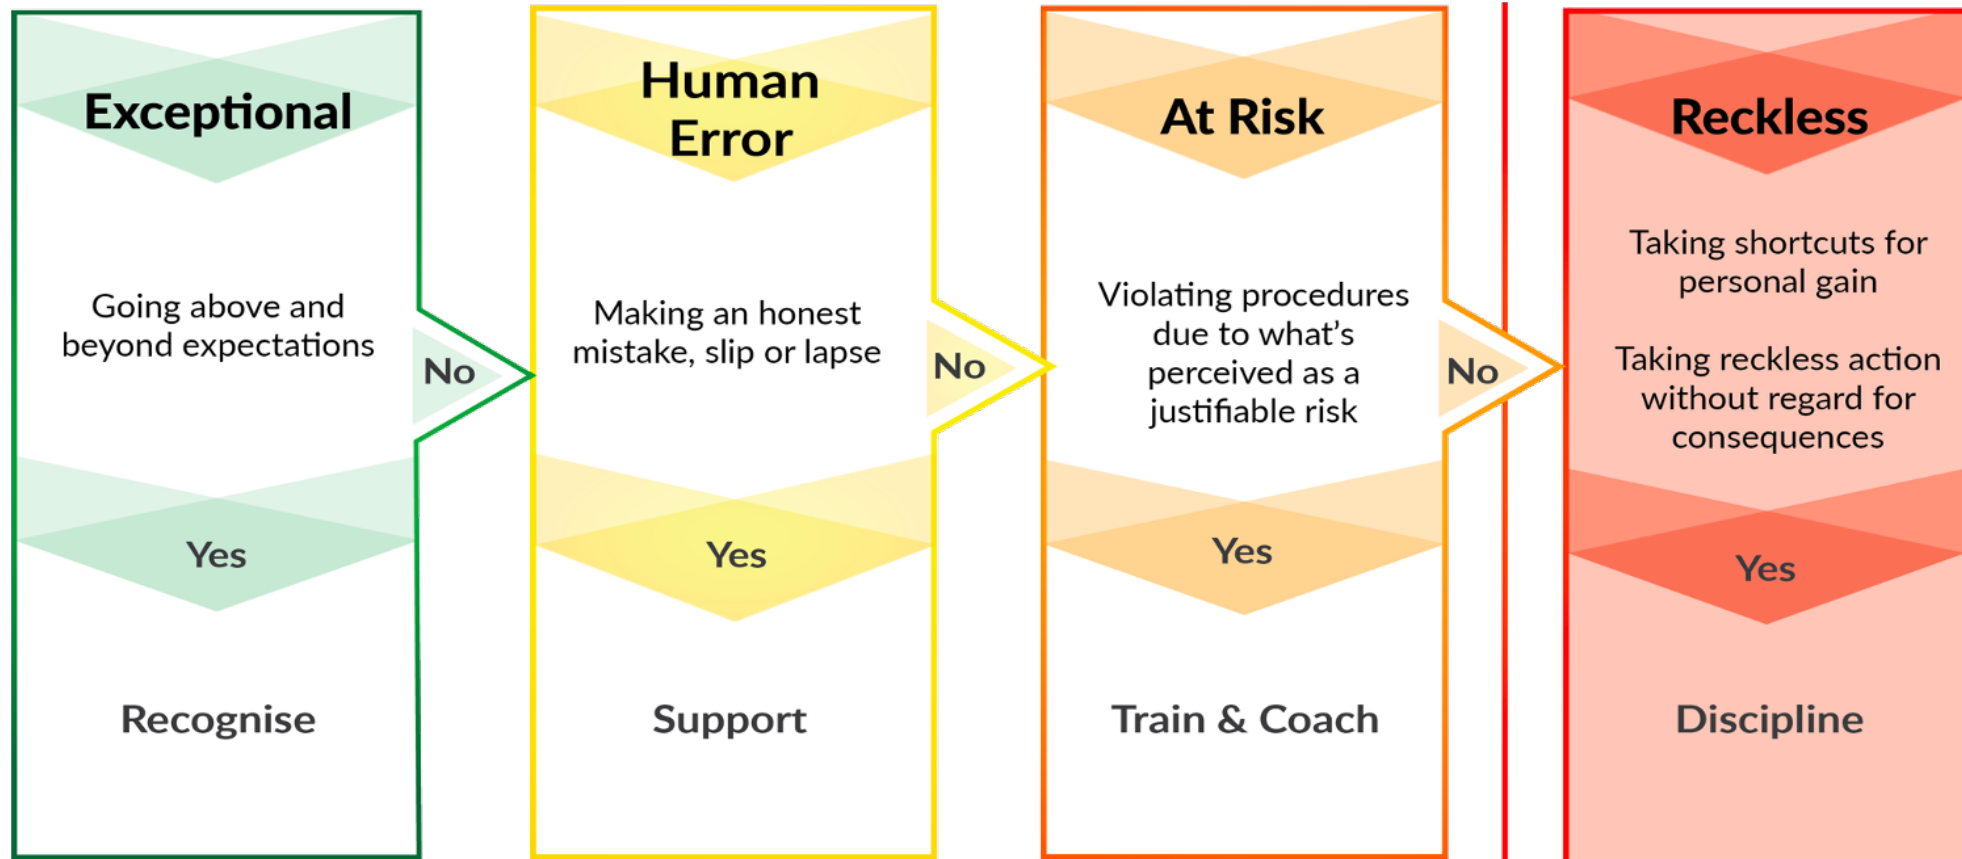 Exceptional
Going above and
beyond expectations
No
Yes
Recognise
Human
Error
Making an honest
mistake, slip or lapse
No
Yes
Support
At Risk
Violating procedures
due to what’s
perceived as a
justifiable risk
No
Yes
Train & Coach
Reckless
Taking shortcuts for
personal gain
Taking reckless action
without regard for
consequences
Yes
Discipline